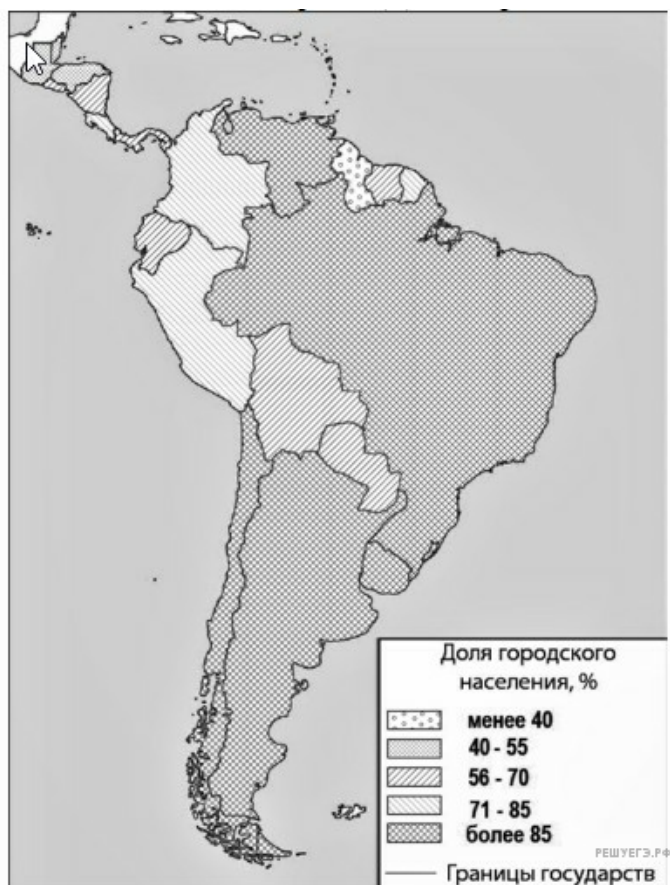 Доля городского
населения, %
менее 40
40 - 55
56 - 70
71 - 85
более 85
РЕШУЕГЭ.РФ
Границы государств